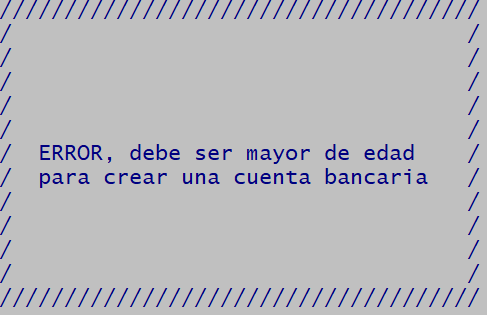 ERROR, debe ser mayor de edad
para crear una cuenta bancaria